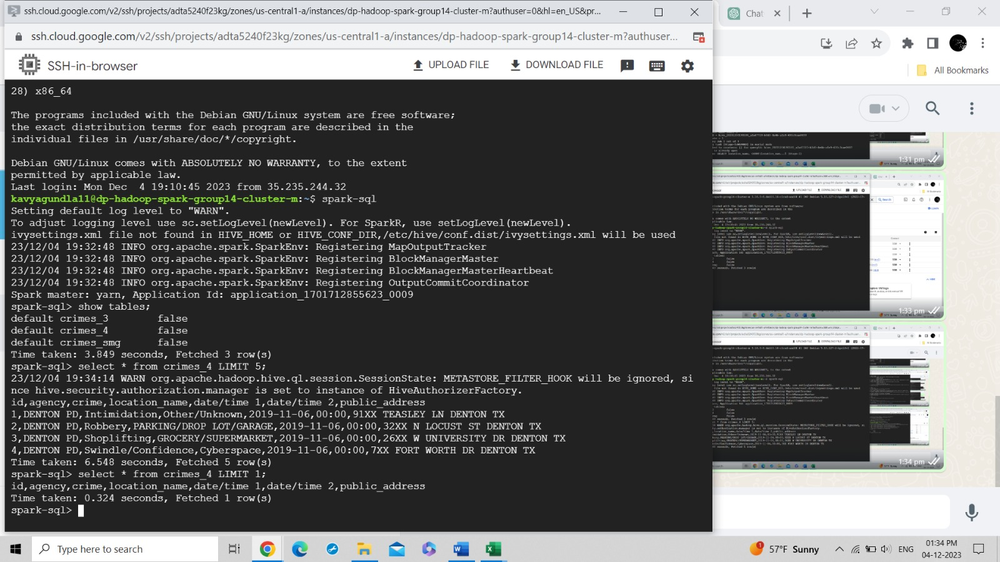 ssh.cloud.google.com/v2/ssh/projects/adta5240f23kg/zones/us-central1-a/instances/dp-hadoop-spark-group14-cluster-m?authuser=0&hl=en_US&pr...
Chat
ssh.cloud.google.com/v2/ssh/projects/adta5240f23kg/zones/us-central1-a/instances/dp-hadoop-spark-group14-cluster-m?authuser...
SSH-in-browser
UPLOAD FILE
DOWNLOAD FILE
All Bookmarks
28) x86_64
The programs included with the Debian GNU/Linux system are free software;
the exact distribution terms for each program are described in the
individual files in /usr/share/doc/*/copyright.
Debian GNU/Linux comes with ABSOLUTELY NO WARRANTY, to the extent
permitted by applicable law.
Last login: Mon Dec  4 19:10:45 2023 from 35.235.244.32
kavyagundla11@dp-hadoop-spark-group14-cluster-m:~$ spark-sql
Setting default log level to "WARN".
To adjust logging level use sc.setLogLevel(newLevel). For SparkR, use setLogLevel(newLevel).
ivysettings.xml file not found in HIVE_HOME or HIVE_CONF_DIR,/etc/hive/conf.dist/ivysettings.xml will be used
23/12/04 19:32:48 INFO org.apache.spark.SparkEnv: Registering MapOutputTracker
23/12/04 19:32:48 INFO org.apache.spark.SparkEnv: Registering BlockManagerMaster
23/12/04 19:32:48 INFO org.apache.spark.SparkEnv: Registering BlockManagerMasterHeartbeat
23/12/04 19:32:48 INFO org.apache.spark.SparkEnv: Registering OutputCommitCoordinator
Spark master: yarn, Application Id: application_1701712855623_0009
spark-sql> show tables;
default crimes_3        false
default crimes_4        false
default crimes_smg      false
Time taken: 3.849 seconds, Fetched 3 row(s)
spark-sql> select * from crimes_4 LIMIT 5;
23/12/04 19:34:14 WARN org.apache.hadoop.hive.ql.session.SessionState: METASTORE_FILTER_HOOK will be ignored, si
nce hive.security.authorization.manager is set to instance of HiveAuthorizerFactory.
id,agency,crime,location_name,date/time 1,date/time 2,public_address
1,DENTON PD,Intimidation,Other/Unknown,2019-11-06,00:00,91XX TEASLEY LN DENTON TX
2,DENTON PD,Robbery,PARKING/DROP LOT/GARAGE,2019-11-06,00:00,32XX N LOCUST ST DENTON TX
3,DENTON PD,Shoplifting,GROCERY/SUPERMARKET,2019-11-06,00:00,26XX W UNIVERSITY DR DENTON TX
4,DENTON PD,Swindle/Confidence,Cyberspace,2019-11-06,00:00,7XX FORT WORTH DR DENTON TX
Time taken: 6.548 seconds, Fetched 5 row(s)
spark-sql> select * from crimes_4 LIMIT 1;
id,agency,crime,location_name,date/time 1,date/time 2,public_address
Time taken: 0.324 seconds, Fetched 1 row(s)
spark-sql>
1:31 pm
1:33 pm
1:34 pm
Type here to search
57°F Sunny
ENG
01:34 PM
04-12-2023